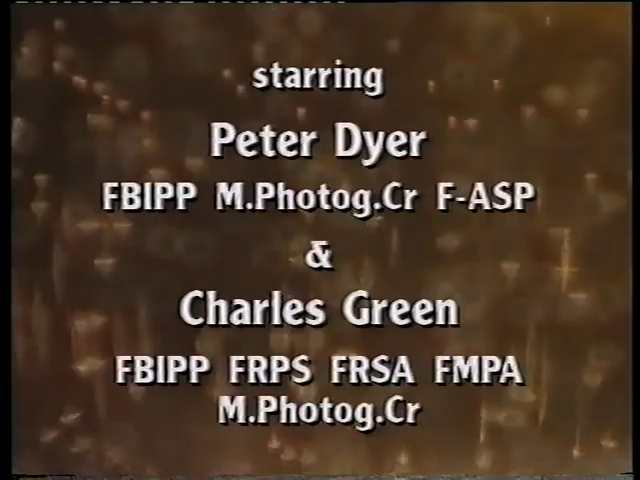 starring
Peter Dyer
FBIPP M.Photog.Cr F-ASP
&
Charles Green
FBIPP FRPS FRSA FMPA
M.Photog.Cr